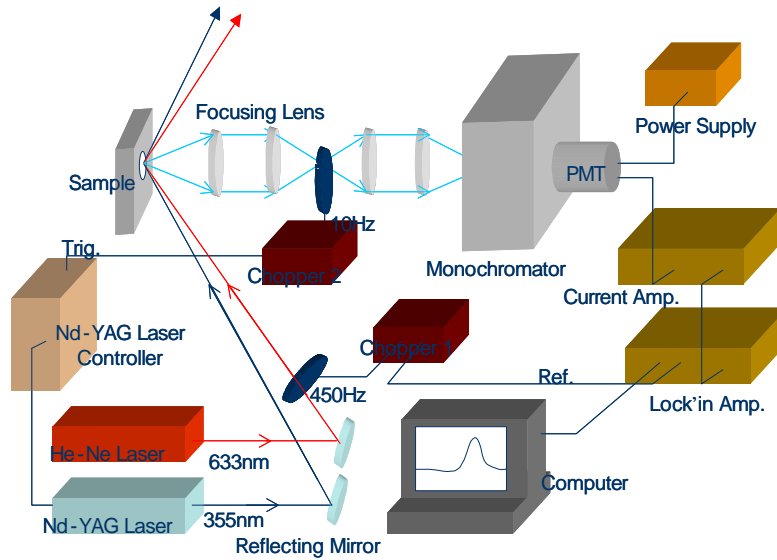 Focusing Lens
Power Supply
PMT
Sample
10Hz
Trig.
Chopper 2
Monochromator
Current Amp.
Nd-YAG Laser
Controller
Chopper 1
450Hz
Ref.
Lock'in Amp.
He-Ne Laser
633nm
Computer
Nd-YAG Laser
355nm
Reflecting Mirror